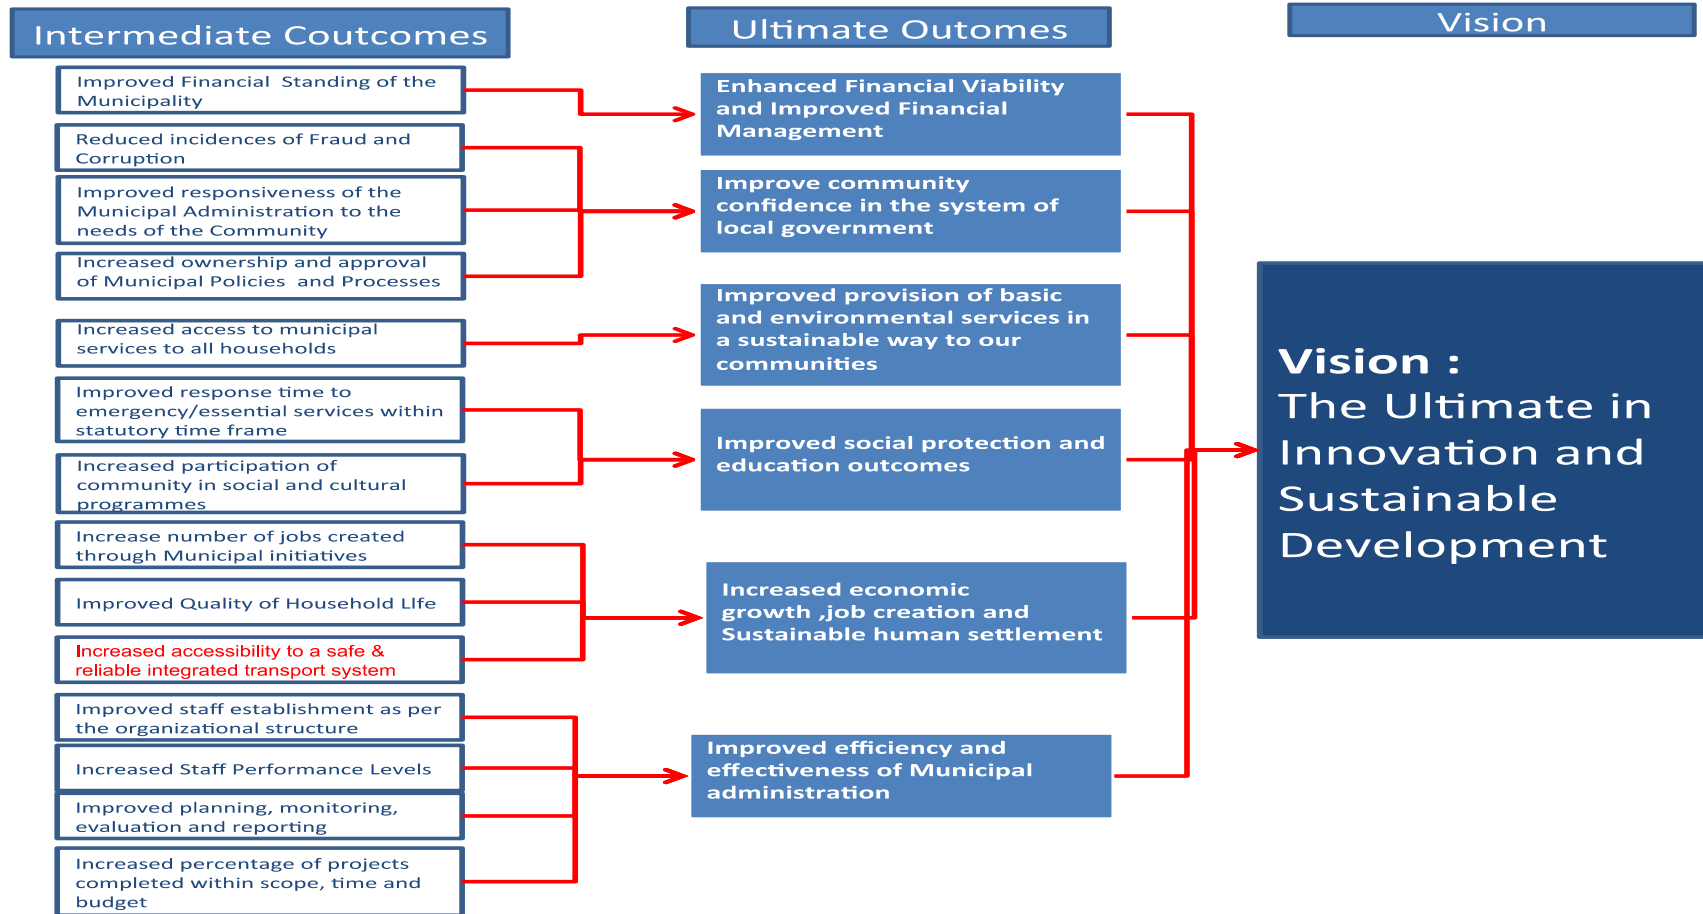 Intermediate Coutcomes
Improved Financial  Standing of the
Municipality
Reduced incidences of Fraud and
Corruption
Improved responsiveness of the
Municipal Administration to the
needs of the Community
Increased ownership and approval
of Municipal Policies  and Processes
Increased access to municipal
services to all households
Improved response time to
emergency/essential services within
statutory time frame
Increased participation of
community in social and cultural
programmes
Increase number of jobs created
through Municipal initiatives
Improved Quality of Household LIfe
Increased accessibility to a safe &
reliable integrated transport system
Improved staff establishment as per
the organizational structure
Increased Staff Performance Levels
Improved planning, monitoring,
evaluation and reporting
Increased percentage of projects
completed within scope, time and
budget
Ultimate Outomes
Enhanced Financial Viability
and Improved Financial
Management
Improve community
confidence in the system of
local government
Improved provision of basic
and environmental services in
a sustainable way to our
communities
Improved social protection and
education outcomes
Increased economic
growth ,job creation and
Sustainable human settlement
Improved efficiency and
effectiveness of Municipal
administration
Vision
Vision :
The Ultimate in
Innovation and
Sustainable
Development